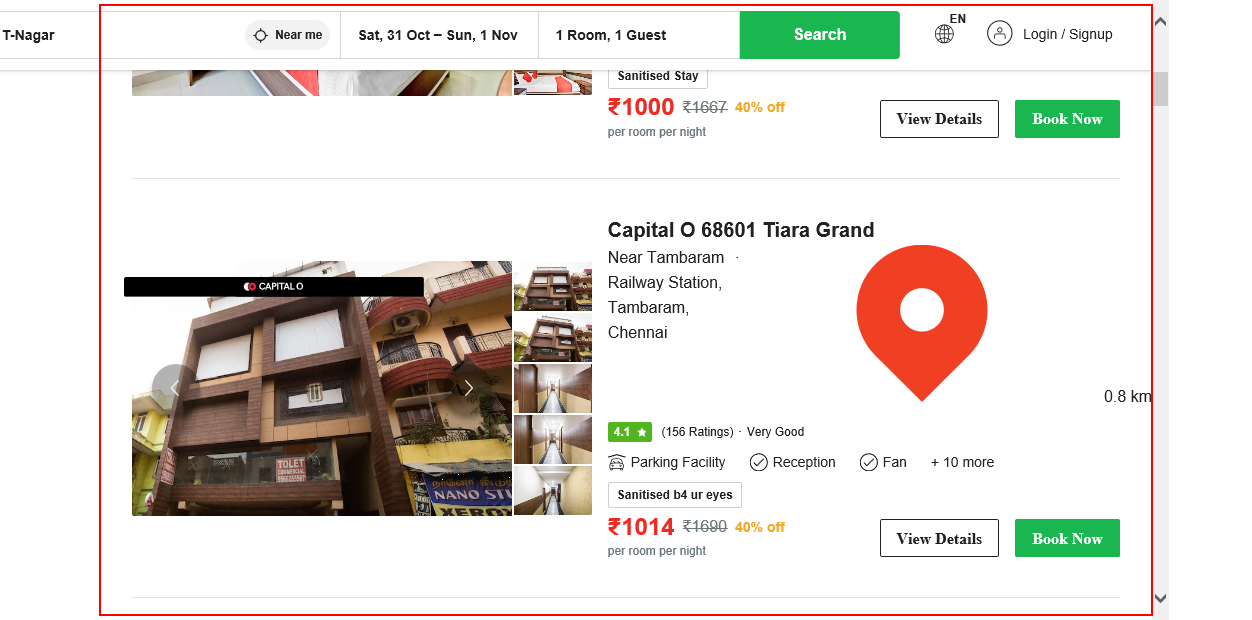 T-Nagar
Near me
Sat, 31 Oct – Sun, 1 Nov
1 Room, 1 Guest
Search
EN
Login / Signup
Sanitised Stay
₹1000 ₹1667 40% off
per room per night
View Details
Book Now
Capital O 68601 Tiara Grand
Near Tambaram ·
Railway Station,
Tambaram,
Chennai
0.8 km
CAPITAL O
TOLET
COMMERCIAL
NANO STU
XEROX
4.1 ★ (156 Ratings) · Very Good
Parking Facility
Reception
Fan
+ 10 more
Sanitised b4 ur eyes
₹1014 ₹1690 40% off
per room per night
View Details
Book Now